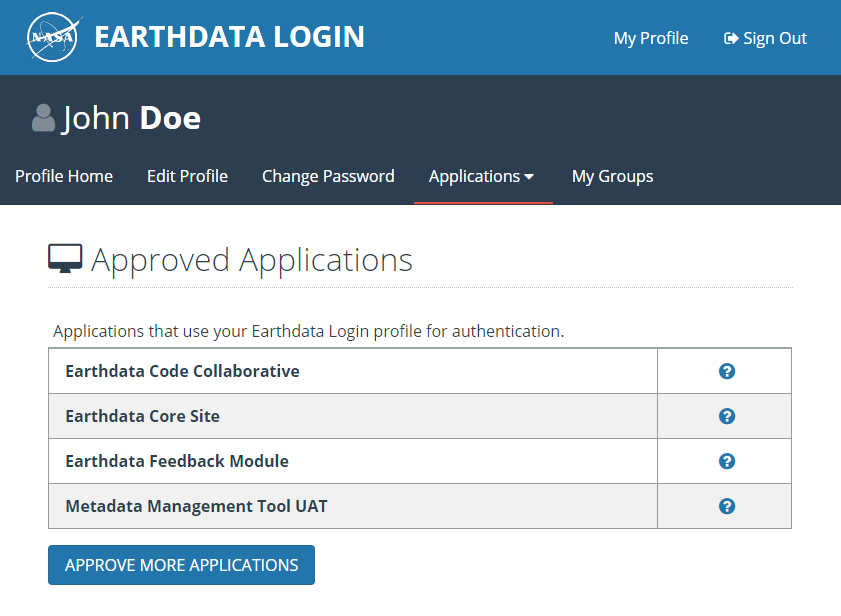 NASA
EARTHDATA LOGIN
My Profile
Sign Out
John Doe
Profile Home
Edit Profile
Change Password
Applications
My Groups
Approved Applications
Applications that use your Earthdata Login profile for authentication.
Earthdata Code Collaborative
?
Earthdata Core Site
?
Earthdata Feedback Module
?
Metadata Management Tool UAT
?
APPROVE MORE APPLICATIONS